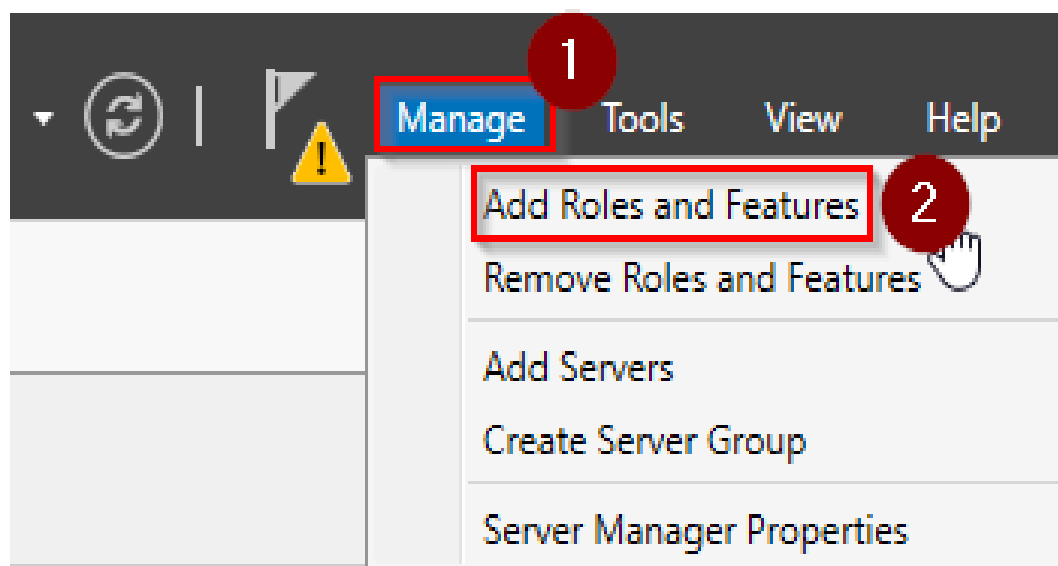 1
Manage Tools View Help
Add Roles and Features 2
Remove Roles and Features
Add Servers
Create Server Group
Server Manager Properties